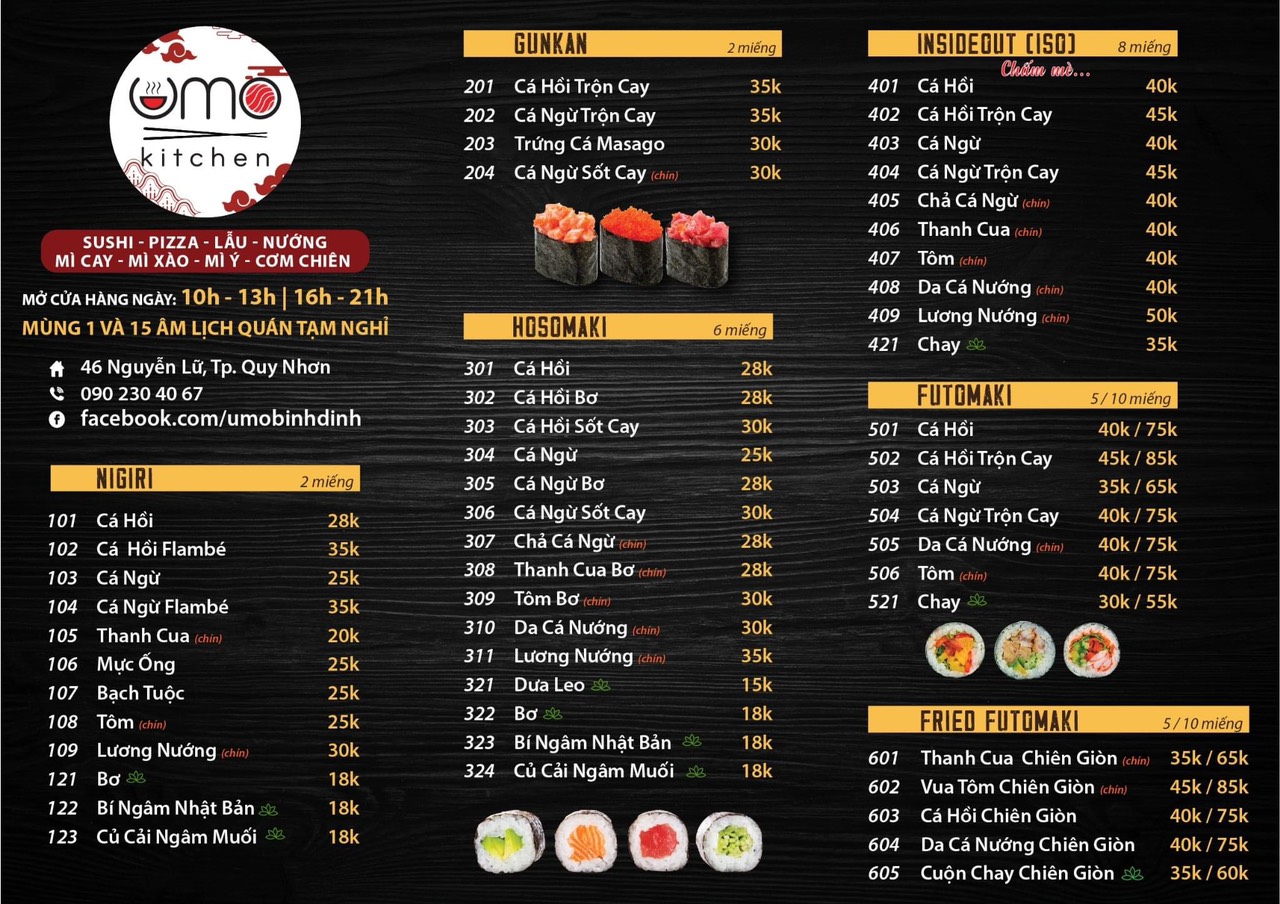 umo
kitchen
SUSHI - PIZZA - LẪU - NƯỚNG
MÌ CAY - MÌ XÀO - MÌ Ý - CƠM CHIÊN
MỞ CỬA HÀNG NGÀY: 10h - 13h | 16h - 21h
MÙNG 1 VÀ 15 ÂM LỊCH QUÁN TẠM NGHỈ
46 Nguyễn Lữ, Tp. Quy Nhơn
090 230 40 67
facebook.com/umobinhdinh
NIGIRI 2 miếng
101 Cá Hồi 28k
102 Cá Hồi Flambé 35k
103 Cá Ngừ 25k
104 Cá Ngừ Flambé 35k
105 Thanh Cua (chín) 20k
106 Mực Ống 25k
107 Bạch Tuộc 25k
108 Tôm (chín) 25k
109 Lươn Nướng (chín) 30k
121 Bơ 18k
122 Bí Ngâm Nhật Bản 18k
123 Củ Cải Ngâm Muối 18k
GUNKAN 2 miếng
201 Cá Hồi Trộn Cay 35k
202 Cá Ngừ Trộn Cay 35k
203 Trứng Cá Masago 30k
204 Cá Ngừ Sốt Cay (chín) 30k
HOSOMAKI 6 miếng
301 Cá Hồi 28k
302 Cá Hồi Bơ 28k
303 Cá Hồi Sốt Cay 30k
304 Cá Ngừ 25k
305 Cá Ngừ Bơ 28k
306 Cá Ngừ Sốt Cay 30k
307 Chả Cá Ngừ (chín) 28k
308 Thanh Cua Bơ (chín) 28k
309 Tôm Bơ (chín) 30k
310 Da Cá Nướng (chín) 30k
311 Lương Nướng (chín) 35k
321 Dưa Leo 15k
322 Bơ 18k
323 Bí Ngâm Nhật Bản 18k
324 Củ Cải Ngâm Muối 18k
INSIDEOUT (ISO) 8 miếng
Chấm mè...
401 Cá Hồi 40k
402 Cá Hồi Trộn Cay 45k
403 Cá Ngừ 40k
404 Cá Ngừ Trộn Cay 45k
405 Chả Cá Ngừ (chín) 40k
406 Thanh Cua (chín) 40k
407 Tôm (chín) 40k
408 Da Cá Nướng (chín) 40k
409 Lương Nướng (chín) 50k
421 Chay 35k
FUTOMAKI 5 / 10 miếng
501 Cá Hồi 40k / 75k
502 Cá Hồi Trộn Cay 45k / 85k
503 Cá Ngừ 35k / 65k
504 Cá Ngừ Trộn Cay 40k / 75k
505 Da Cá Nướng (chín) 40k / 75k
506 Tôm (chín) 40k / 75k
521 Chay 30k / 55k
FRIED FUTOMAKI 5 / 10 miếng
601 Thanh Cua Chiên Giòn (chín) 35k / 65k
602 Vua Tôm Chiên Giòn (chín) 45k / 85k
603 Cá Hồi Chiên Giòn 40k / 75k
604 Da Cá Nướng Chiên Giòn 40k / 75k
605 Cuộn Chay Chiên Giòn 35k / 60k